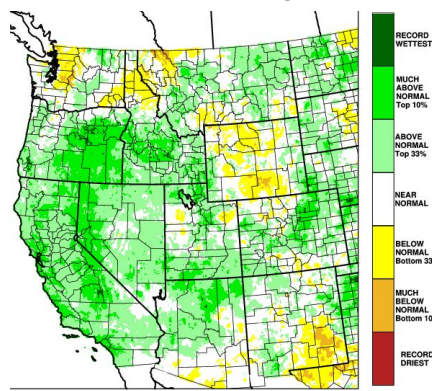 RECORD
WETTEST
MUCH
ABOVE
NORMAL
Top 10%
ABOVE
NORMAL
Top 33%
NEAR
NORMAL
BELOW
NORMAL
Bottom 33
MUCH
BELOW
NORMAL
Bottom 10
RECORD
DRIEST